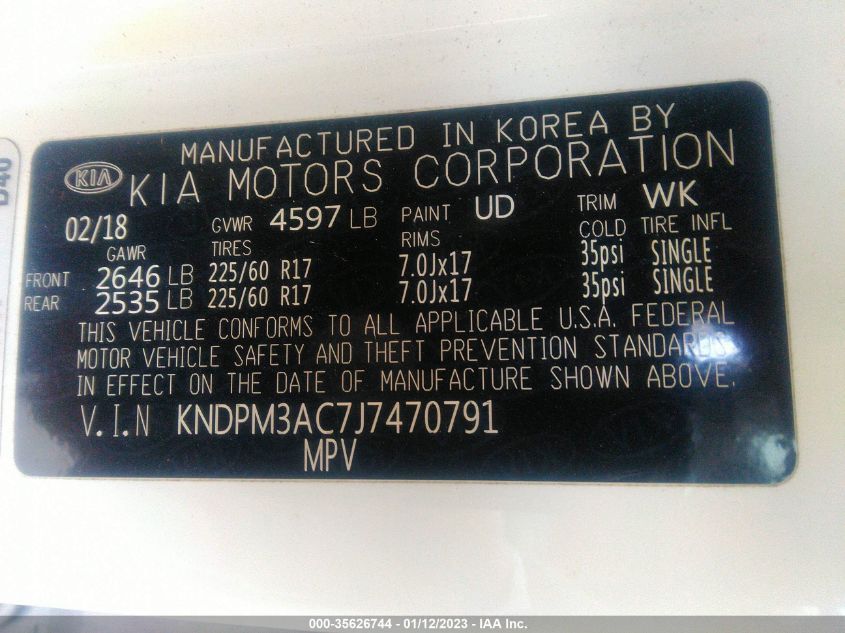 MANUFACTURED IN KOREA BY
KIA KIA MOTORS CORPORATION
02/18 GVWR 4597 LB PAINT UD TRIM WK
GAWR TIRES RIMS COLD TIRE INFL
FRONT 2646 LB 225/60 R17 7.0Jx17 35psi SINGLE
REAR 2535 LB 225/60 R17 7.0Jx17 35psi SINGLE
THIS VEHICLE CONFORMS TO ALL APPLICABLE U.S.A. FEDERAL
MOTOR VEHICLE SAFETY AND THEFT PREVENTION STANDARDS
IN EFFECT ON THE DATE OF MANUFACTURE SHOWN ABOVE.
V.I.N KNDPM3AC7J7470791
MPV
000-35626744 - 01/12/2023 - IAA Inc.